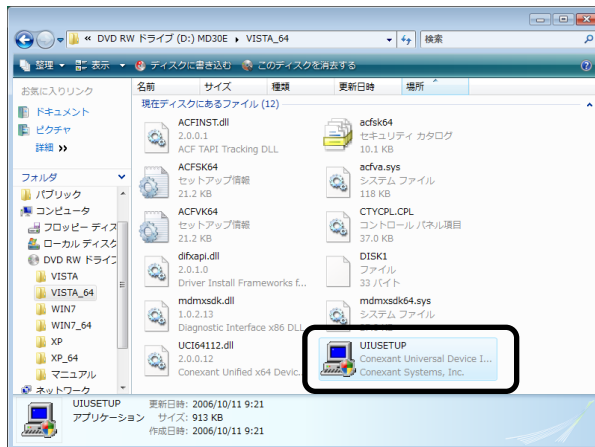 « DVD RW ドライブ (D:) MD30E ▸ VISTA_64
検索
整理 表示 ディスクに書き込む このディスクを消去する
お気に入りリンク
ドキュメント
ピクチャ
詳細 »
フォルダ
パブリック
コンピュータ
フロッピー ディス
ローカル ディスク
DVD RW ドライブ
VISTA
VISTA_64
WIN7
WIN7_64
XP
XP_64
マニュアル
ネットワーク
名前 サイズ 種類 更新日時 場所
現在ディスクにあるファイル (12)
ACFINST.dll
2.0.0.1
ACF TAPI Tracking DLL
acfsk64
セキュリティ カタログ
10.1 KB
ACFSK64
セットアップ情報
21.2 KB
acfva.sys
システム ファイル
118 KB
ACFVK64
セットアップ情報
21.2 KB
CTYCPL.CPL
コントロール パネル項目
37.0 KB
difxapi.dll
2.0.1.0
Driver Install Frameworks f...
DISK1
ファイル
33 バイト
mdmxsdk.dll
1.0.2.13
Diagnostic Interface x86 DLL
mdmxsdk64.sys
システム ファイル
UCI64112.dll
2.0.0.12
Conexant Unified x64 Devic...
UIUSETUP
Conexant Universal Device I...
Conexant Systems, Inc.
UIUSETUP 更新日時: 2006/10/11 9:21
アプリケーション サイズ: 913 KB
作成日時: 2006/10/11 9:21